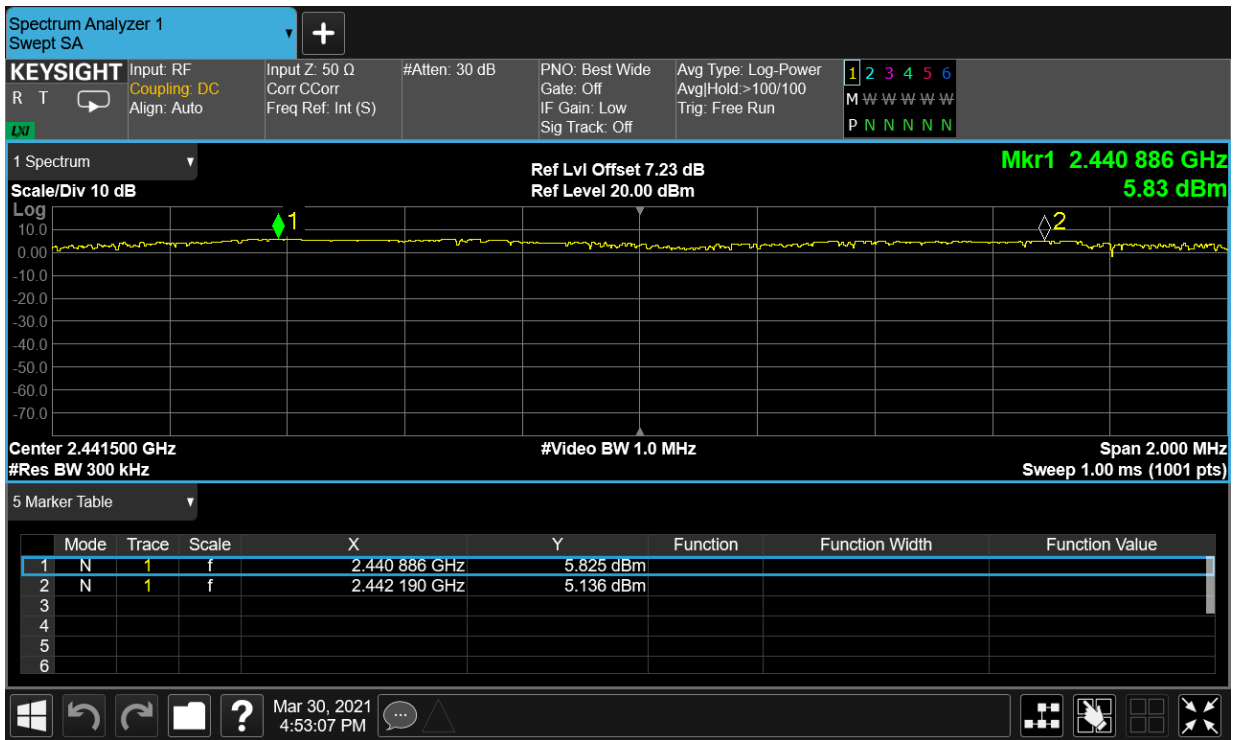 Spectrum Analyzer 1
Swept SA
+
KEYSIGHT
R T
LXI
Input: RF
Coupling: DC
Align: Auto
Input Z: 50 Ω
Corr CCorr
Freq Ref: Int (S)
#Atten: 30 dB
PNO: Best Wide
Gate: Off
IF Gain: Low
Sig Track: Off
Avg Type: Log-Power
Avg|Hold:>100/100
Trig: Free Run
1 2 3 4 5 6
M W W W W W
P N N N N N
1 Spectrum
Scale/Div 10 dB
Ref Lvl Offset 7.23 dB
Ref Level 20.00 dBm
Mkr1 2.440 886 GHz
5.83 dBm
Log
1
2
10.0
0.00
-10.0
-20.0
-30.0
-40.0
-50.0
-60.0
-70.0
Center 2.441500 GHz
#Video BW 1.0 MHz
Span 2.000 MHz
#Res BW 300 kHz
Sweep 1.00 ms (1001 pts)
5 Marker Table
Mode Trace Scale X Y Function Function Width Function Value
1 N 1 f 2.440 886 GHz 5.825 dBm
2 N 1 f 2.442 190 GHz 5.136 dBm
3
4
5
6
?
Mar 30, 2021
4:53:07 PM